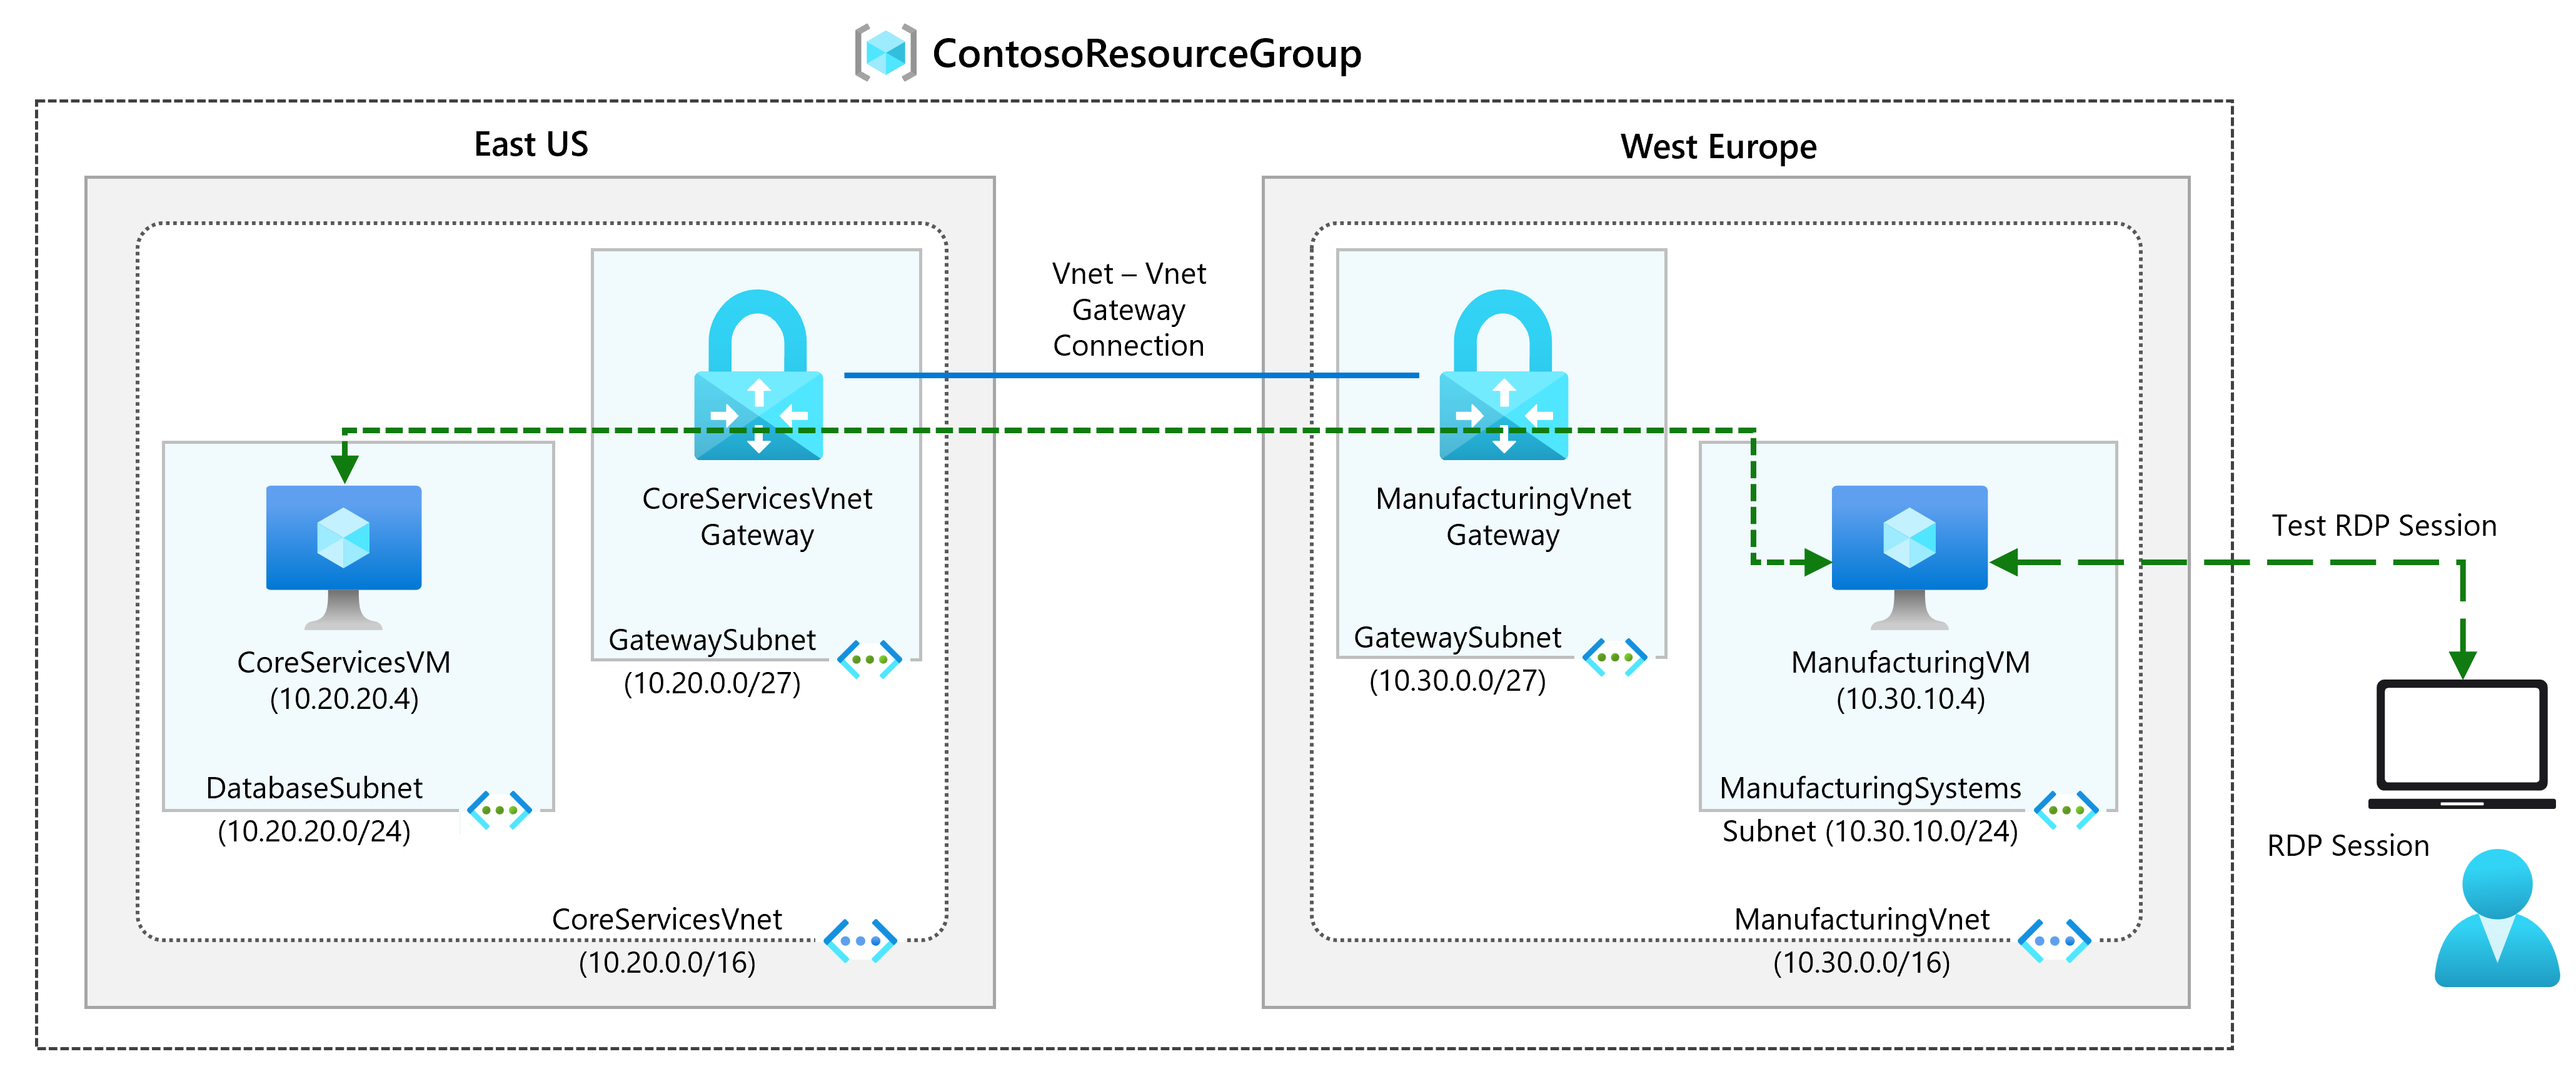 ContosoResourceGroup
East US
CoreServicesVM
(10.20.20.4)
DatabaseSubnet
(10.20.20.0/24)
CoreServicesVnet
Gateway
GatewaySubnet
(10.20.0.0/27)
CoreServicesVnet
(10.20.0.0/16)
Vnet – Vnet
Gateway
Connection
West Europe
ManufacturingVnet
Gateway
GatewaySubnet
(10.30.0.0/27)
ManufacturingVM
(10.30.10.4)
ManufacturingSystems
Subnet (10.30.10.0/24)
ManufacturingVnet
(10.30.0.0/16)
Test RDP Session
RDP Session